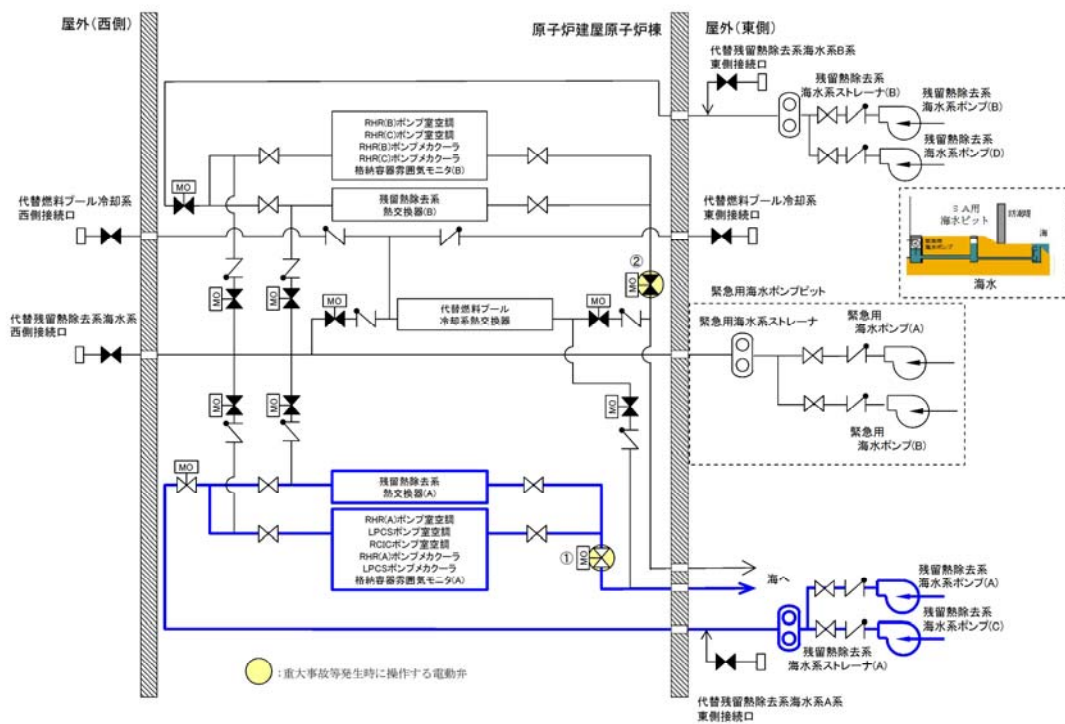 屋外(西側)
原子炉建屋原子炉棟
屋外(東側)
代替残留熱除去系海水系B系
東側接続口
残留熱除去系
海水系ストレーナ(B)
残留熱除去系
海水系ポンプ(B)
残留熱除去系
海水系ポンプ(D)
RHR(B)ポンプ室空調
RHR(C)ポンプ室空調
RHR(B)ポンプメカクーラ
RHR(C)ポンプメカクーラ
格納容器雰囲気モニタ(B)
MO
残留熱除去系
熱交換器(B)
代替燃料プール冷却系
西側接続口
代替燃料プール冷却系
東側接続口
SA用
海水ピット
防潮堤
海
緊急用
海水ポンプ
海水
②
MO
MO
MO
MO
代替燃料プール
冷却系熱交換器
MO
代替残留熱除去系海水系
西側接続口
緊急用海水ポンプピット
緊急用海水系ストレーナ
緊急用
海水ポンプ(A)
緊急用
海水ポンプ(B)
MO
MO
MO
MO
残留熱除去系
熱交換器(A)
RHR(A)ポンプ室空調
LPCSポンプ室空調
RCICポンプ室空調
RHR(A)ポンプメカクーラ
LPCSポンプメカクーラ
格納容器雰囲気モニタ(A)
①
MO
海へ
残留熱除去系
海水系ポンプ(A)
残留熱除去系
海水系ポンプ(C)
残留熱除去系
海水系ストレーナ(A)
:重大事故等発生時に操作する電動弁
代替残留熱除去系海水系A系
東側接続口